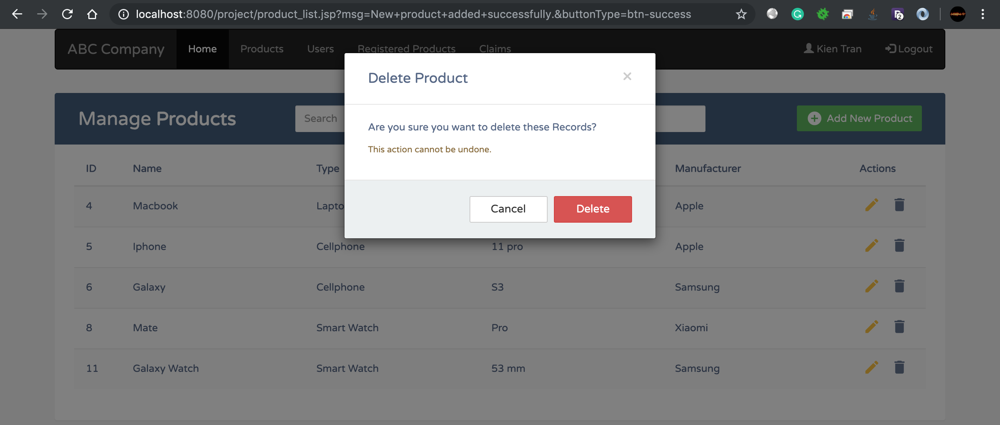 localhost:8080/project/product_list.jsp?msg=New+product+added+successfully.&buttonType=btn-success
2
ABC Company Home Products Users Registered Products Claims Kien Tran Logout
Delete Product ×
Manage Products Search Add New Product
Are you sure you want to delete these Records?
This action cannot be undone.
ID Name Type Manufacturer Actions
4 Macbook Lapto Apple
Cancel Delete
5 Iphone Cellphone 11 pro Apple
6 Galaxy Cellphone S3 Samsung
8 Mate Smart Watch Pro Xiaomi
11 Galaxy Watch Smart Watch 53 mm Samsung